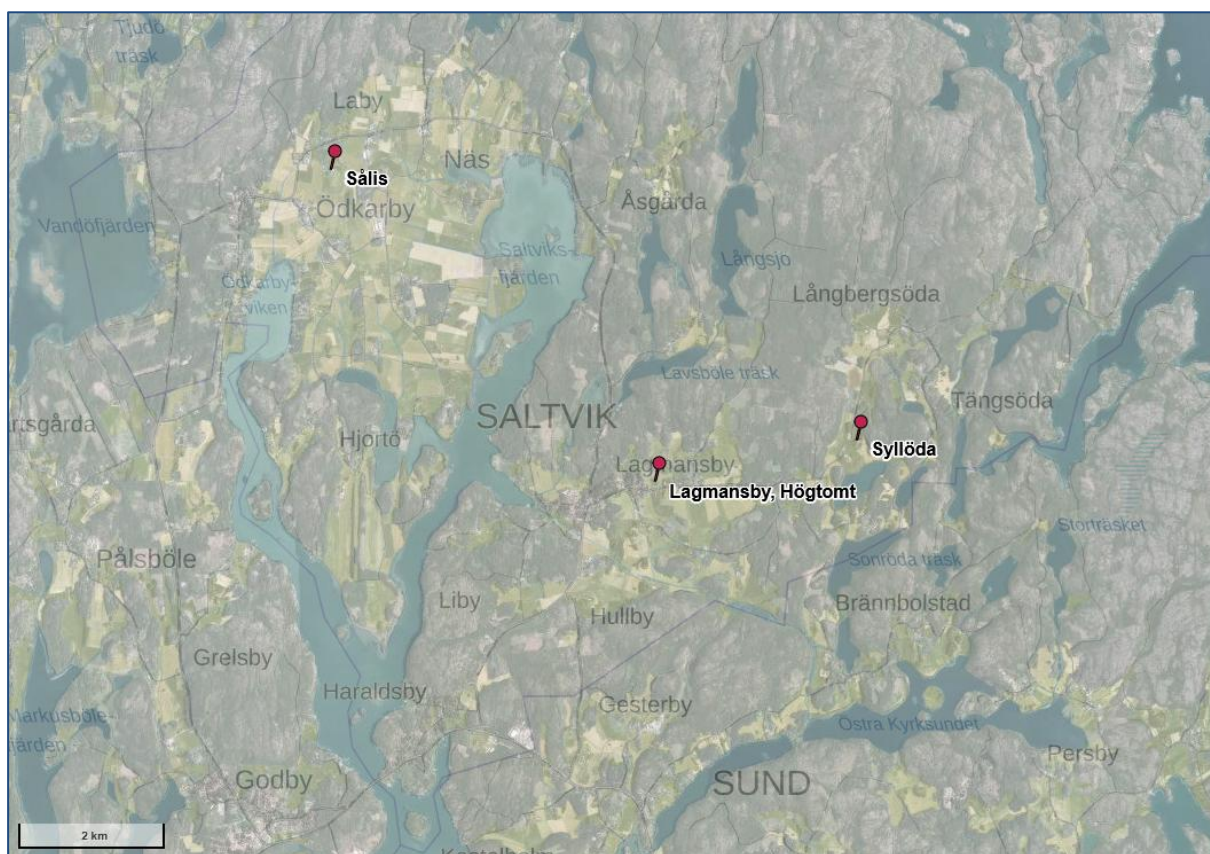 Tjudö
träsk
Laby
Sålis
Näs
Ödkarby
Åsgårda
Vandöfjärden
Saltviks-
fjärden
Långsjö
Ödkarby-
viken
Långbergsöda
Lavsböle träsk
Tängsöda
SALTVIK
Hjortö
Syllöda
Lagmansby
Lagmansby, Högtomt
Storträsket
Pålsböle
Sonröda träsk
Liby
Hullby
Brännbolstad
Grelsby
Haraldsby
Gesterby
Markusböle-
fjärden
Östra Kyrksundet
Persby
Godby
SUND
2 km